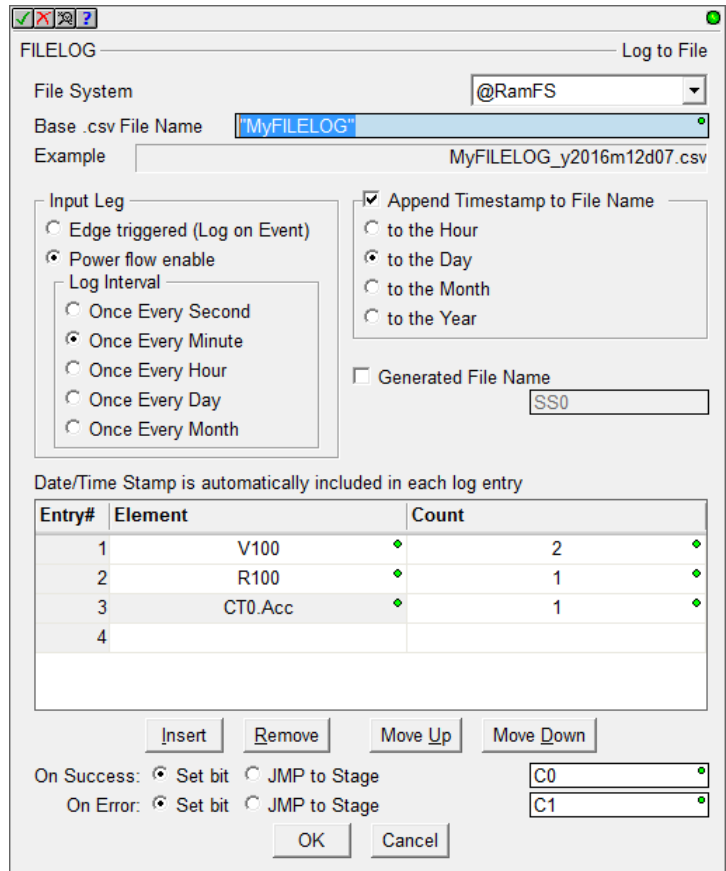 FILELOG Log to File
File System @RamFS
Base .csv File Name "MyFILELOG"
Example MyFILELOG_y2016m12d07.csv
Input Leg
Edge triggered (Log on Event)
Power flow enable
Log Interval
Once Every Second
Once Every Minute
Once Every Hour
Once Every Day
Once Every Month
Append Timestamp to File Name
to the Hour
to the Day
to the Month
to the Year
Generated File Name
SS0
Date/Time Stamp is automatically included in each log entry
Entry# Element Count
1 V100 2
2 R100 1
3 CT0.Acc 1
4
Insert Remove Move Up Move Down
On Success: Set bit JMP to Stage C0
On Error: Set bit JMP to Stage C1
OK Cancel